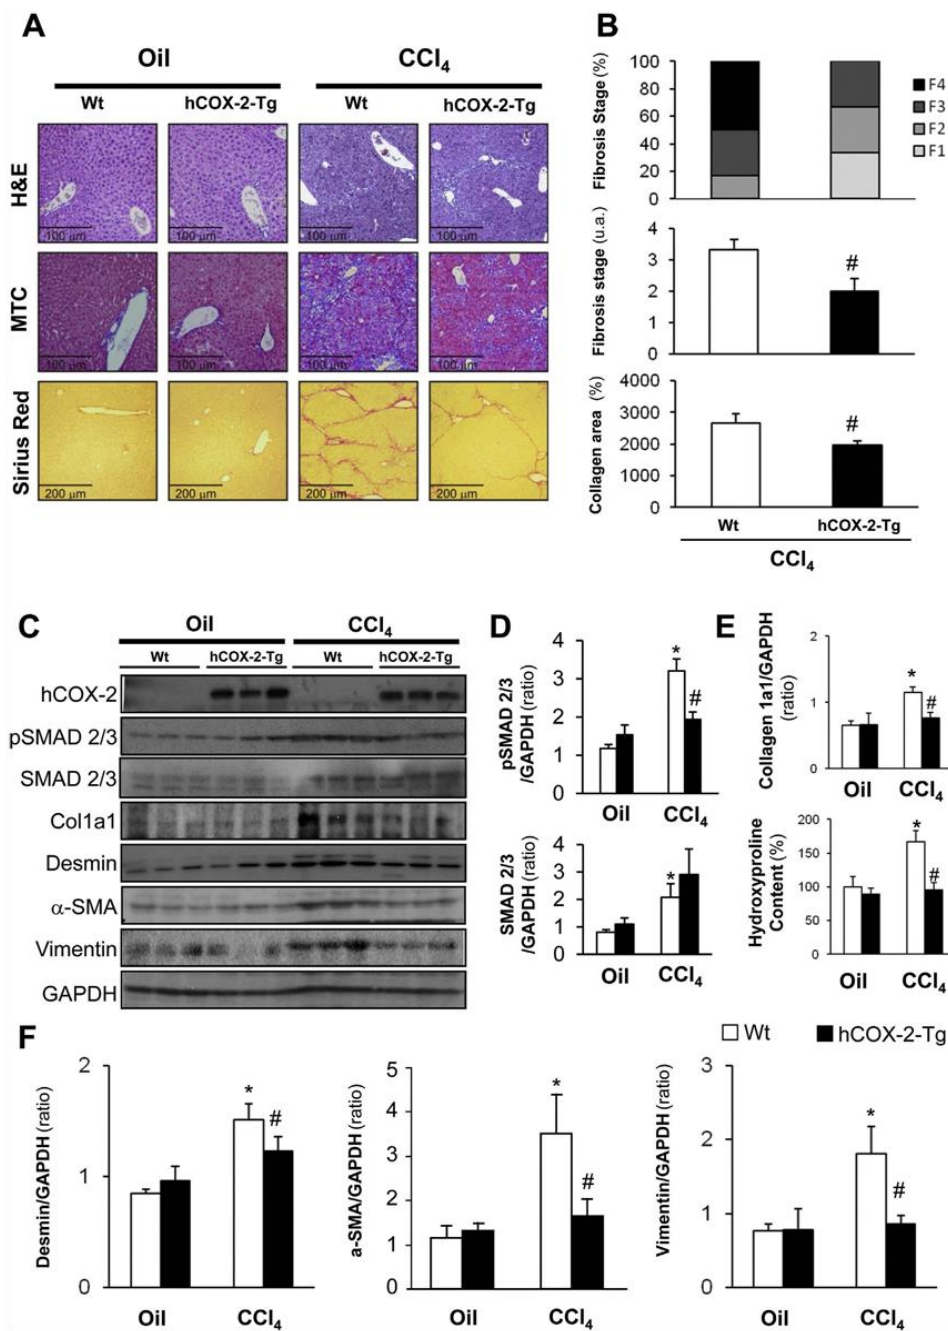 A
Oil
CCl4
Wt
hCOX-2-Tg
Wt
hCOX-2-Tg
H&E
100 µm
100 µm
100 µm
100 µm
MTC
100 µm
100 µm
100 µm
100 µm
Sirius Red
200 µm
200 µm
200 µm
200 µm
B
Fibrosis Stage (%)
100
80
60
40
20
0
F4
F3
F2
F1
Fibrosis stage (u.a.)
4
3
2
1
0
#
Collagen area (%)
4000
3000
2000
1000
0
#
Wt
hCOX-2-Tg
CCl4
C
Oil
CCl4
Wt
hCOX-2-Tg
Wt
hCOX-2-Tg
hCOX-2
pSMAD 2/3
SMAD 2/3
Col1a1
Desmin
α-SMA
Vimentin
GAPDH
D
pSMAD 2/3
/GAPDH (ratio)
4
3
2
1
0
*
#
Oil
CCl4
SMAD 2/3
/GAPDH (ratio)
4
3
2
1
0
*
Oil
CCl4
E
Collagen 1a1/GAPDH
(ratio)
2
1
0
*
#
Oil
CCl4
Hydroxyproline
Content (%)
200
150
100
50
0
*
#
Oil
CCl4
Wt
hCOX-2-Tg
F
Desmin/GAPDH (ratio)
2
1
0
*
#
Oil
CCl4
a-SMA/GAPDH (ratio)
5
4
3
2
1
0
*
#
Oil
CCl4
Vimentin/GAPDH (ratio)
3
2
1
0
*
#
Oil
CCl4